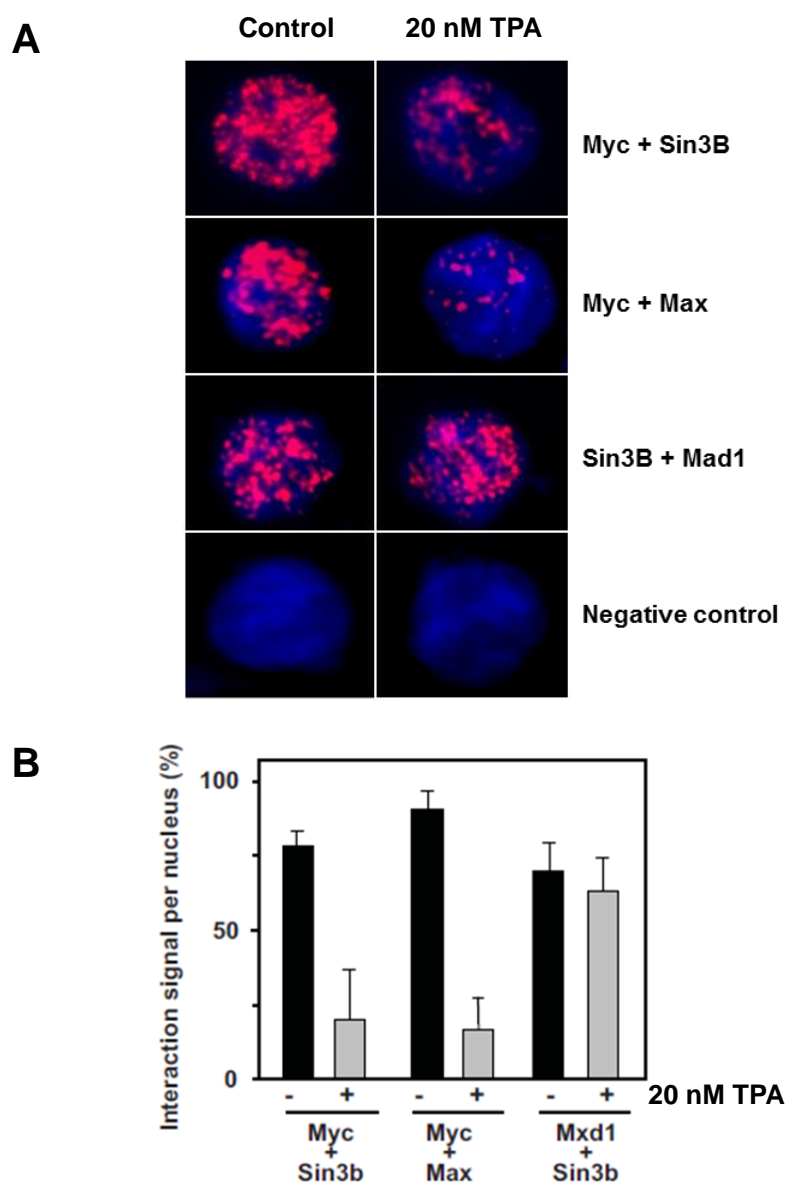 A
Control 20 nM TPA
Myc + Sin3B
Myc + Max
Sin3B + Mad1
Negative control
B
Interaction signal per nucleus (%)
100
50
0
- + - + - + 20 nM TPA
Myc Myc Mxd1
+ + +
Sin3b Max Sin3b